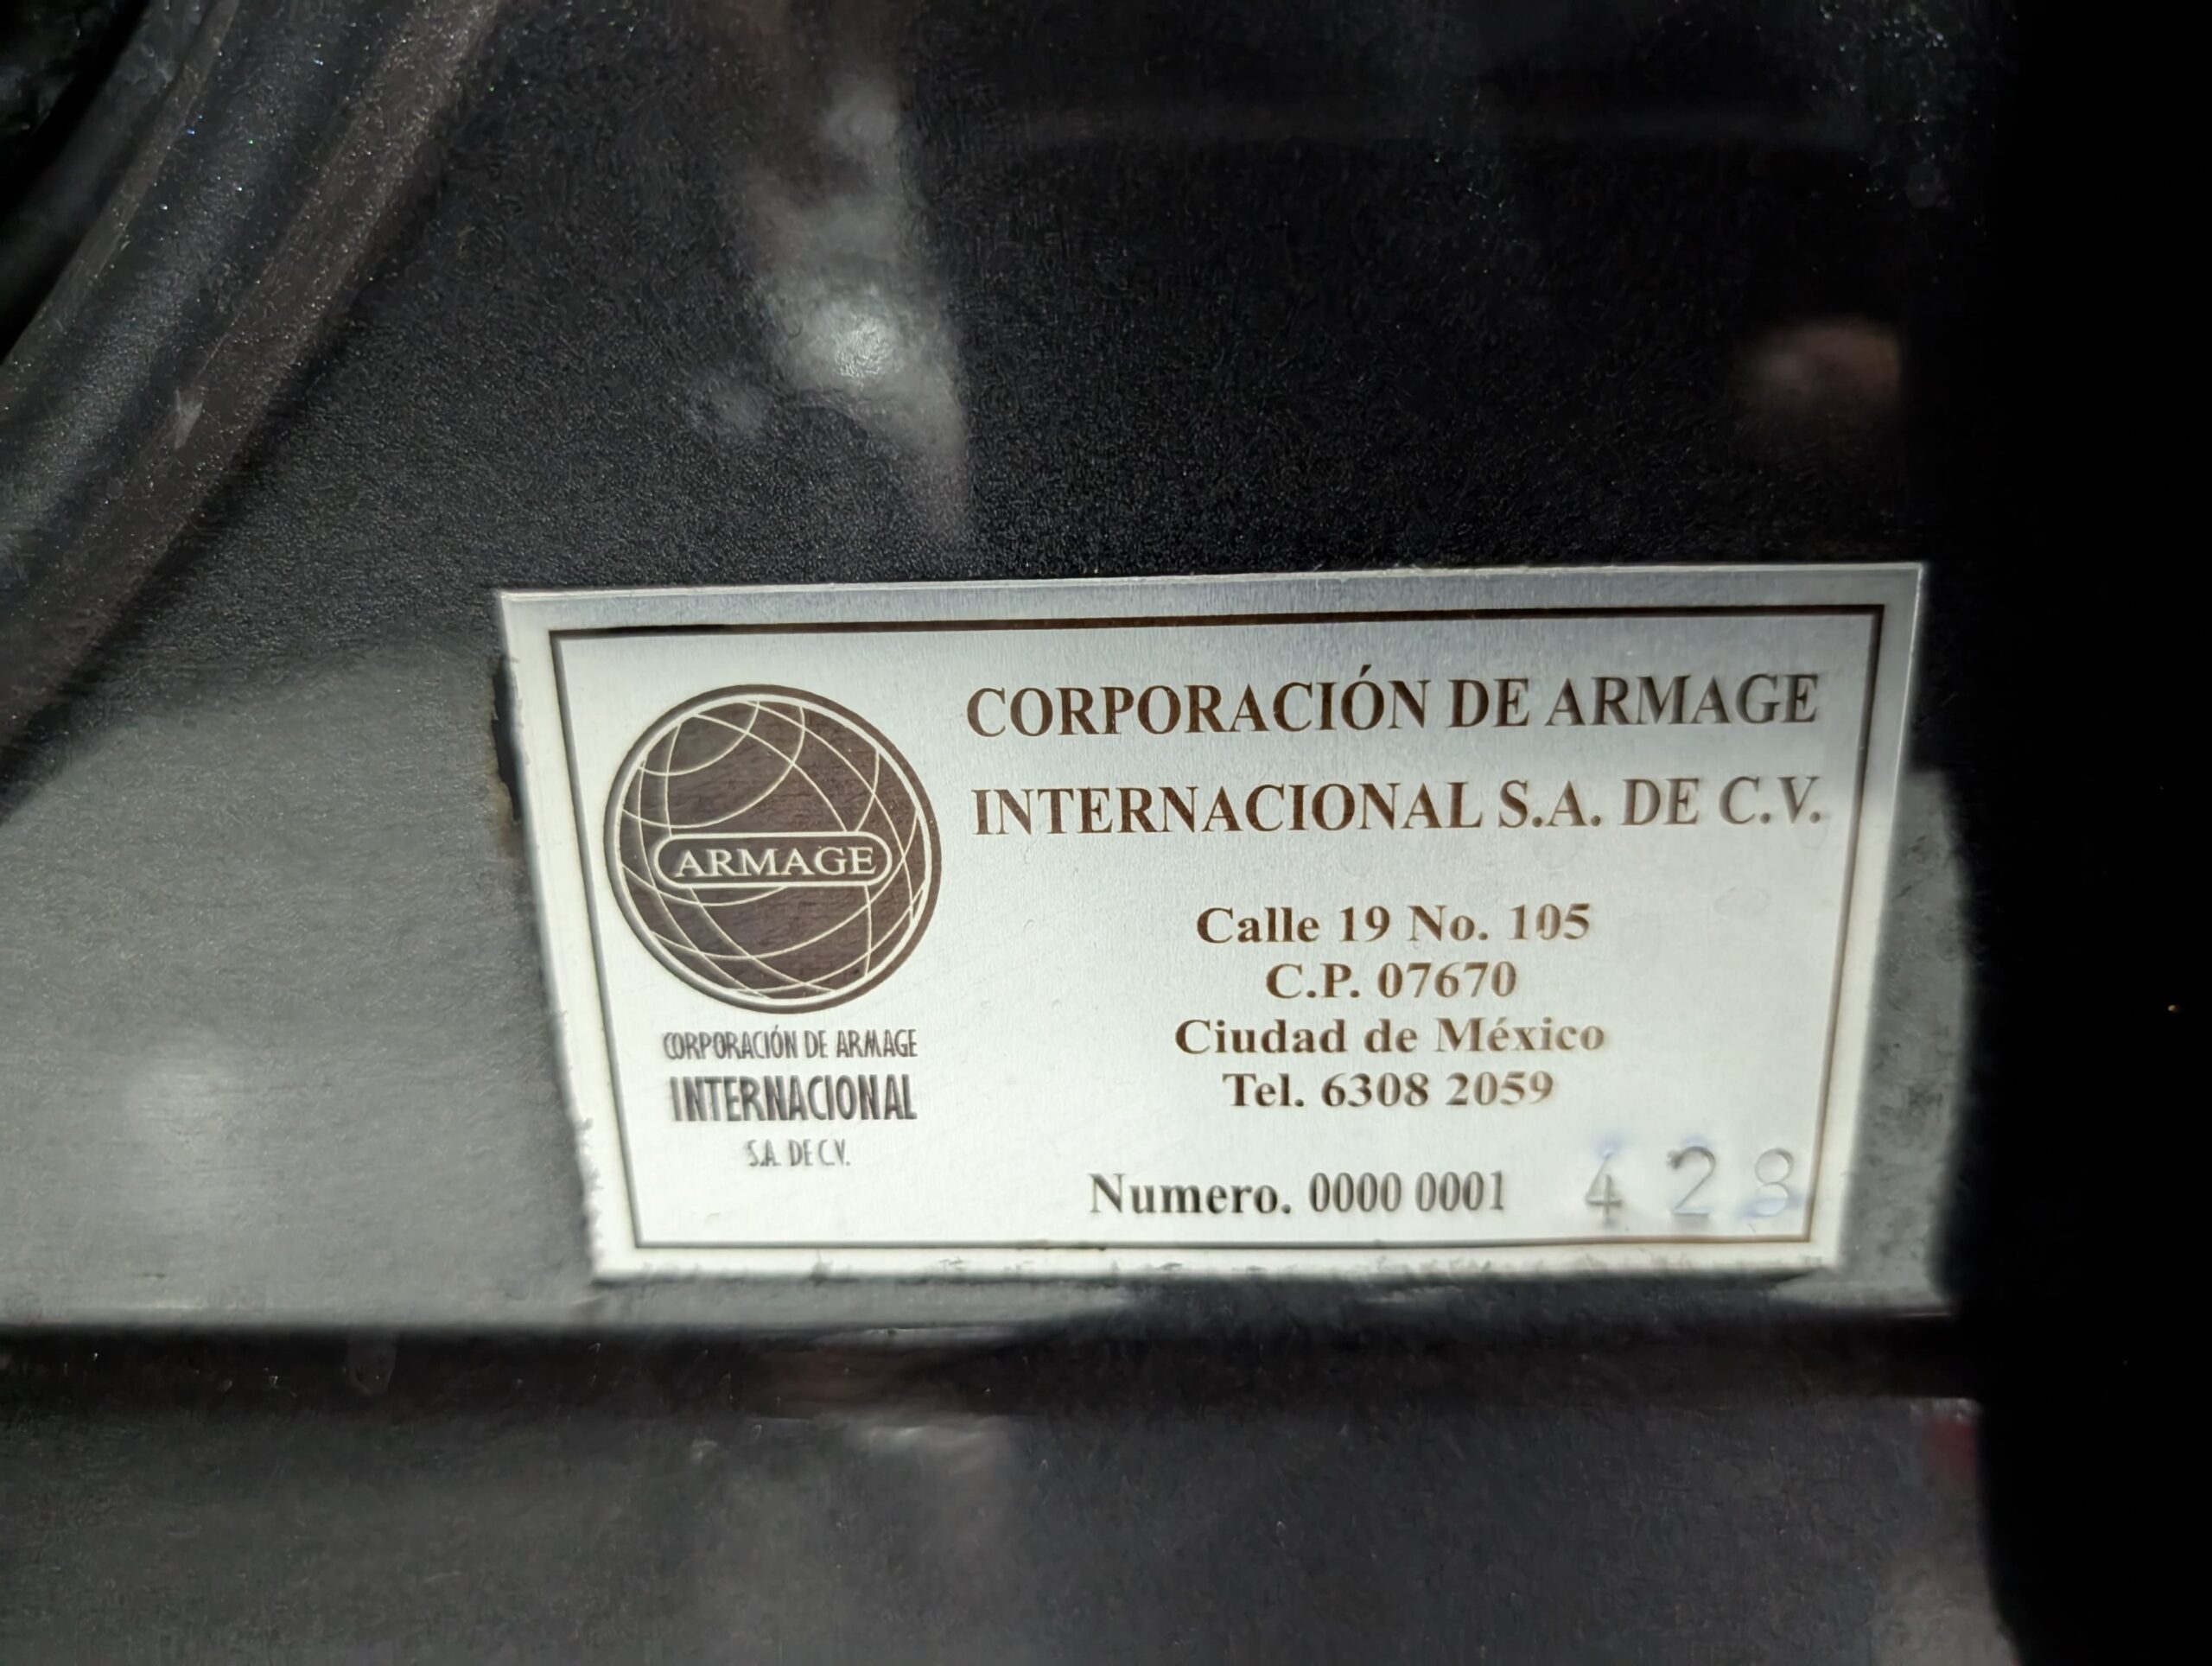 CORPORACIÓN DE ARMAGE
INTERNACIONAL S.A. DE C.V.
ARMAGE
CORPORACIÓN DE ARMAGE
INTERNACIONAL
S.A. DE C.V.
Calle 19 No. 105
C.P. 07670
Ciudad de México
Tel. 6308 2059
Numero. 0000 0001 428